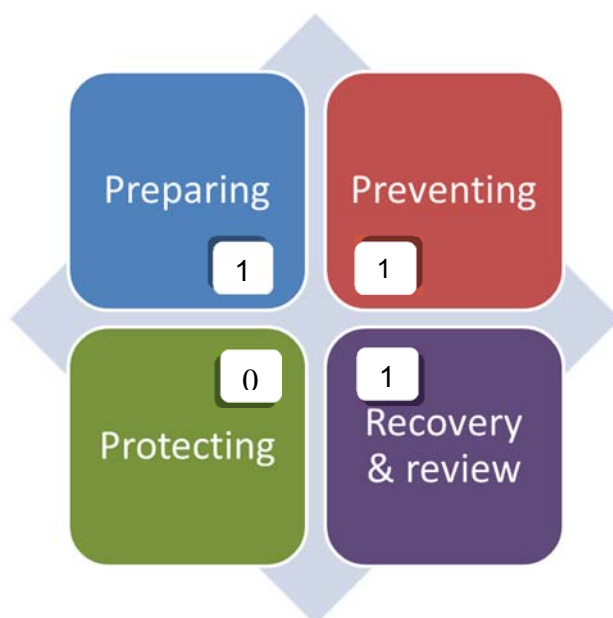 Preparing
1
Preventing
1
0
Protecting
1
Recovery
& review